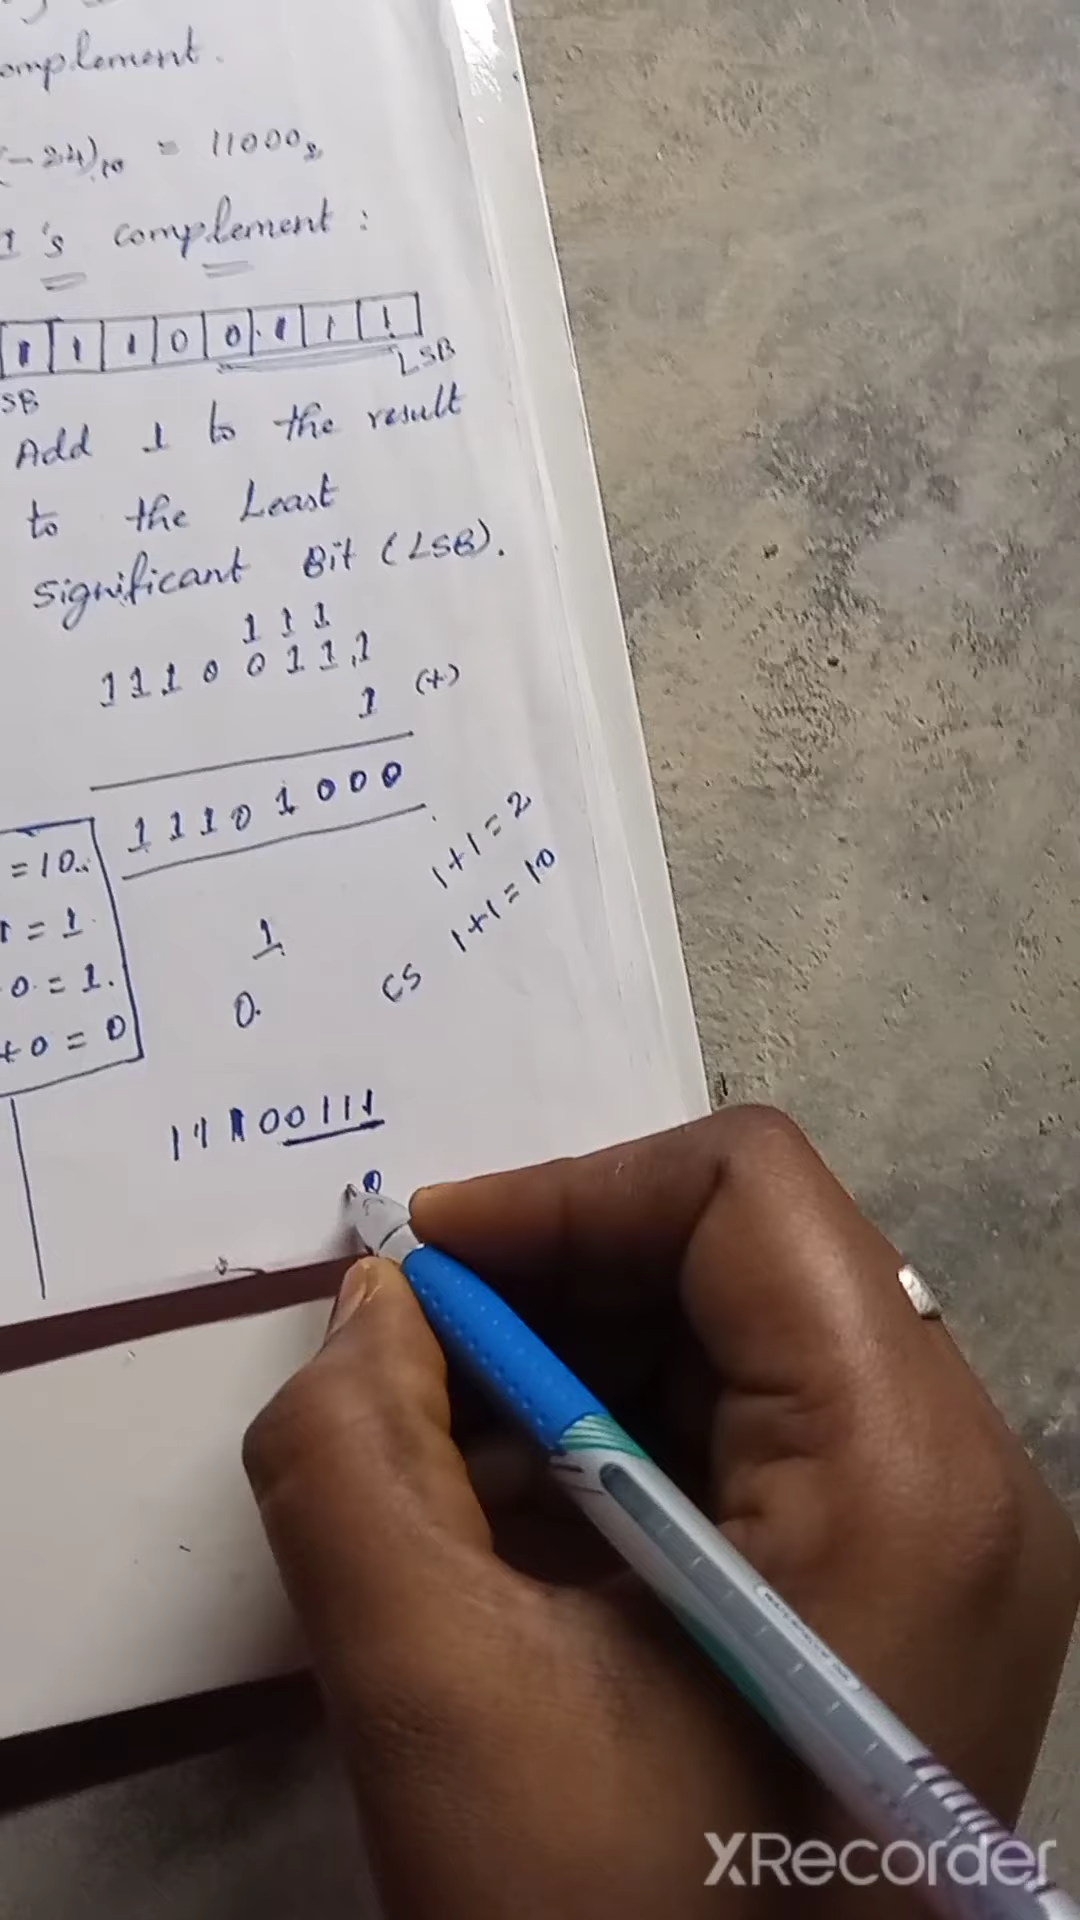 omplement.
(-24)10 = 110002
1's complement :
1 1 1 0 0 1 1 1
SB LSB
Add 1 to the result
to the Least
significant Bit (LSB).
1 1 1
1 1 1 0 0 1 1 1
1 (+)
1 1 1 0 1 0 0 0
= 10.
1 = 1.
0 = 1.
+ 0 = 0
1+1=2
1+1=10
1
0.
CS
11100111
0
XRecorder